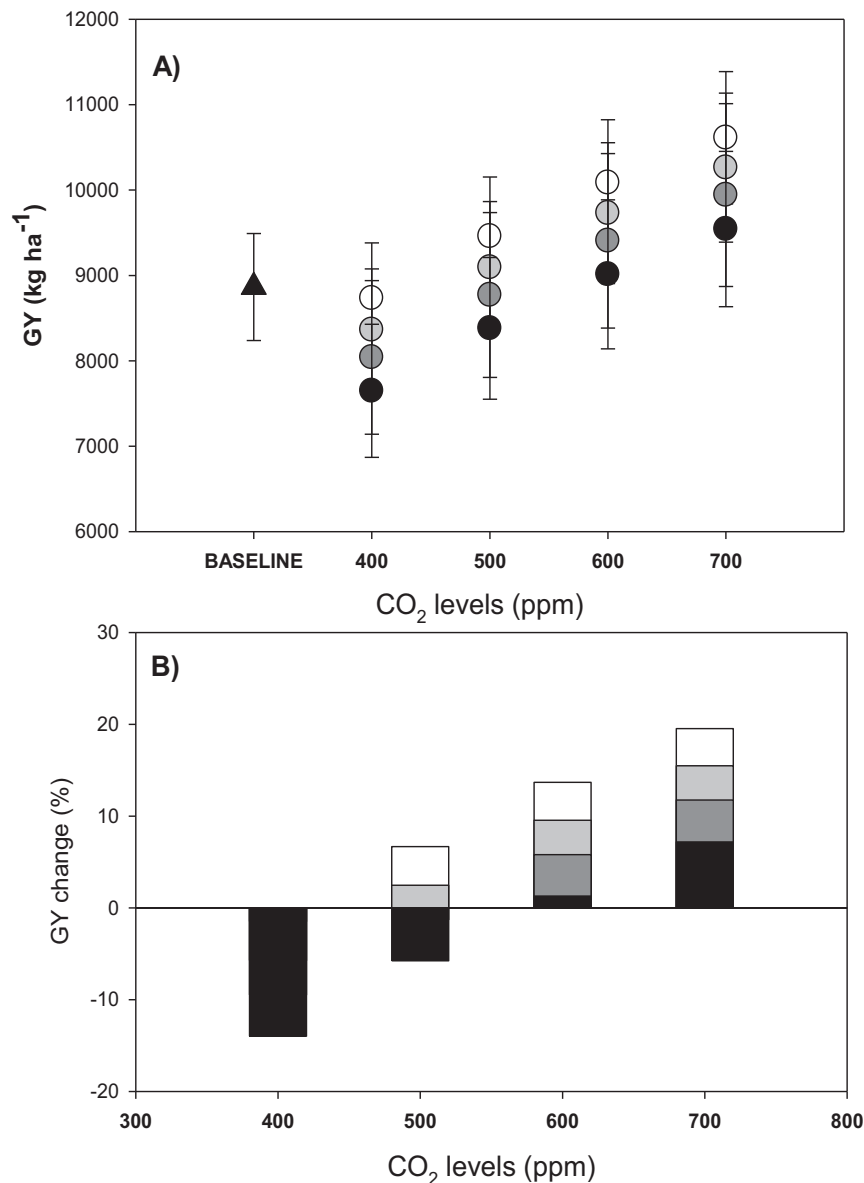 A)
12000
11000
10000
9000
8000
7000
6000
GY (kg ha⁻¹)
BASELINE 400 500 600 700
CO₂ levels (ppm)
B)
30
20
10
0
-10
-20
GY change (%)
300 400 500 600 700 800
CO₂ levels (ppm)